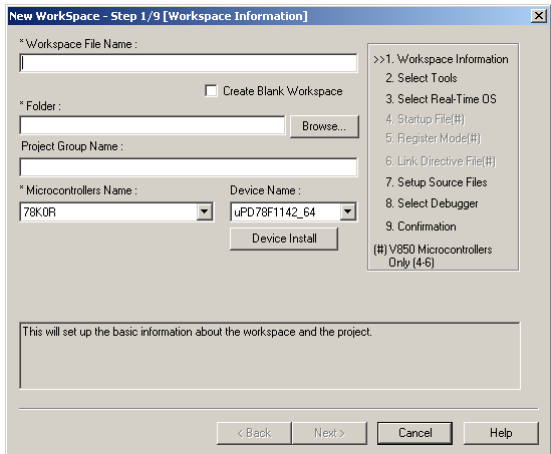 New WorkSpace - Step 1/9 [Workspace Information]
* Workspace File Name :
Create Blank Workspace
* Folder :
Browse...
Project Group Name :
* Microcontrollers Name :
Device Name :
78K0R
uPD78F1142_64
Device Install
>>1. Workspace Information
2. Select Tools
3. Select Real-Time OS
4. Startup File(#)
5. Register Mode(#)
6. Link Directive File(#)
7. Setup Source Files
8. Select Debugger
9. Confirmation
(#) V850 Microcontrollers
Only (4-6)
This will set up the basic information about the workspace and the project.
< Back
Next >
Cancel
Help